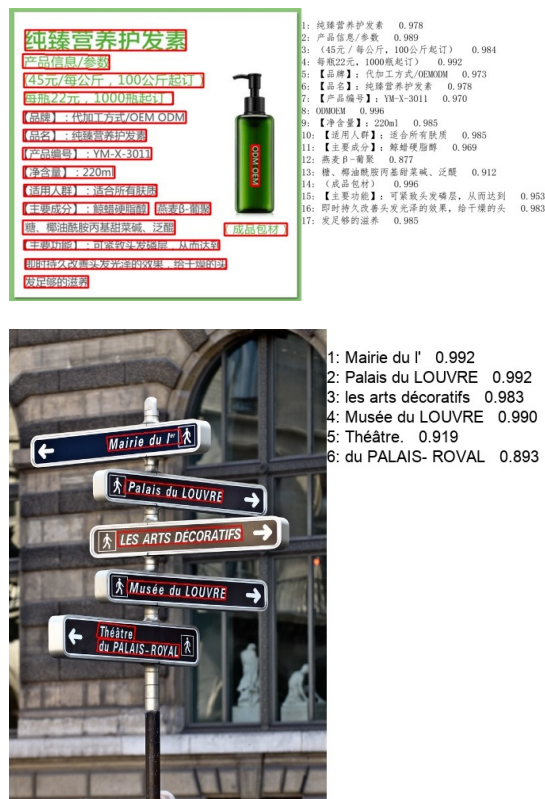 纯臻营养护发素
产品信息/参数
（45元/每公斤，100公斤起订）
每瓶22元，1000瓶起订）
【品牌】：代加工方式/OEM ODM
【品名】：纯臻营养护发素
【产品编号】：YM-X-3011
【净含量】：220ml
【适用人群】：适合所有肤质
【主要成分】：鲸蜡硬脂醇、燕麦β-葡聚
糖、椰油酰胺丙基甜菜碱、泛醌
【主要功能】：可紧致头发磷层，从而达到
即时持久改善头发光泽的效果，给干燥的头
发足够的滋养
ODM OEM
（成品包材）
1: 纯臻营养护发素 0.978
2: 产品信息/参数 0.989
3: （45元／每公斤，100公斤起订） 0.984
4: 每瓶22元，1000瓶起订） 0.992
5: 【品牌】：代加工方式/OEMODM 0.973
6: 【品名】：纯臻营养护发素 0.978
7: 【产品编号】：YM-X-3011 0.970
8: ODMOEM 0.996
9: 【净含量】：220ml 0.985
10: 【适用人群】：适合所有肤质 0.985
11: 【主要成分】：鲸蜡硬脂醇 0.969
12: 燕麦β-葡聚 0.877
13: 糖、椰油酰胺丙基甜菜碱、泛醌 0.912
14: （成品包材） 0.996
15: 【主要功能】：可紧致头发磷层，从而达到 0.953
16: 即时持久改善头发光泽的效果，给干燥的头 0.983
17: 发足够的滋养 0.985
Mairie du 1er
Palais du LOUVRE
LES ARTS DÉCORATIFS
Musée du LOUVRE
Théâtre
du PALAIS-ROYAL
1: Mairie du l' 0.992
2: Palais du LOUVRE 0.992
3: les arts décoratifs 0.983
4: Musée du LOUVRE 0.990
5: Théâtre. 0.919
6: du PALAIS- ROVAL 0.893